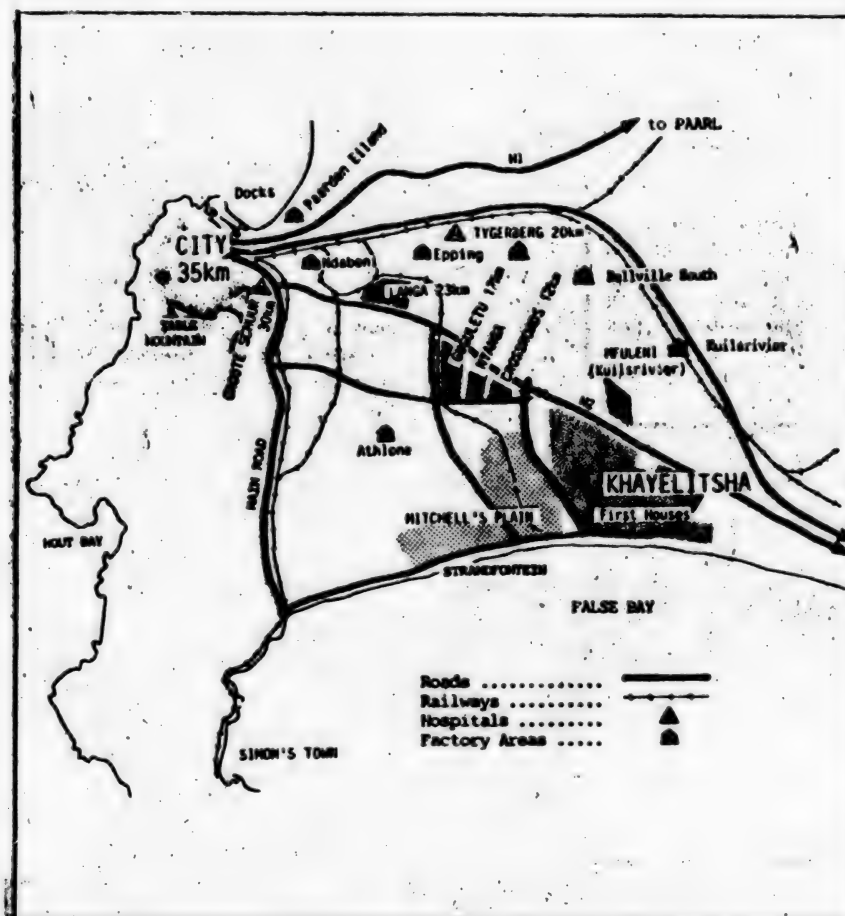 to PAARL
N1
Paarden Eiland
Docks
CITY
35km
TYGERBERG 20km
Ndabeni
Epping
Bellville South
LANGA 23km
GUGULETU 17km
NYANGA
CROSSROADS 12km
TABLE
MOUNTAIN
GROOTE SCHUUR
30km
MFULENI
(Kuilsrivier)
Kuilsrivier
N2
Athlone
MAIN ROAD
KHAYELITSHA
First Houses
MITCHELL'S PLAIN
HOUT BAY
STRANDFONTEIN
FALSE BAY
Roads ..............
Railways ...........
Hospitals .........
Factory Areas .....
SIMON'S TOWN